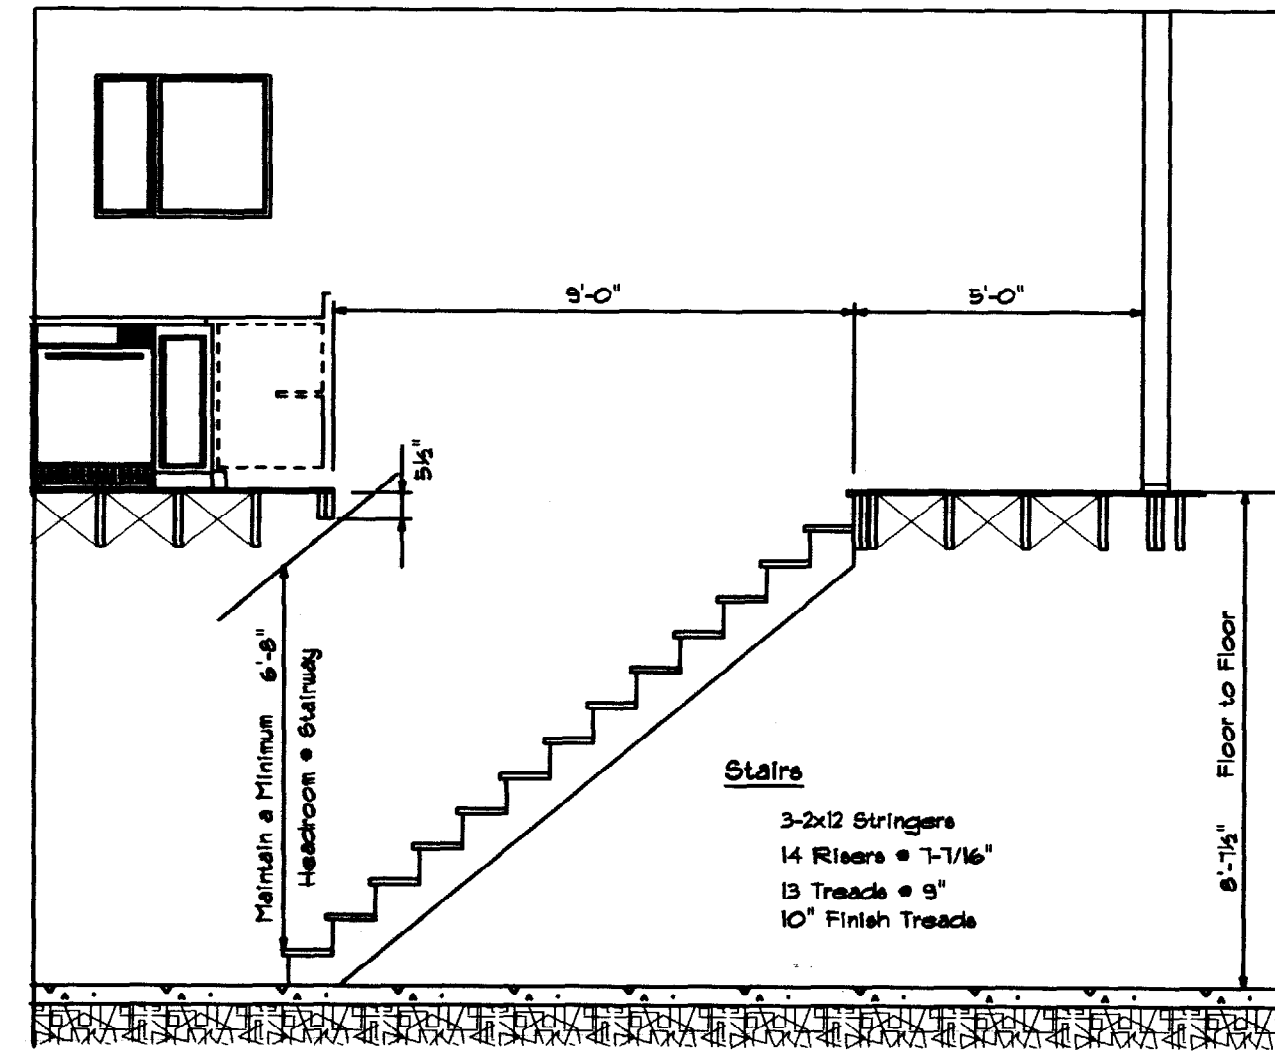 9'-0"
5'-0"
5½"
Maintain a Minimum 6'-8"
Headroom @ Stairway
Floor to Floor
8'-7½"
Stairs
3-2x12 Stringers
14 Risers @ 7-7/16"
13 Treads @ 9"
10" Finish Treads